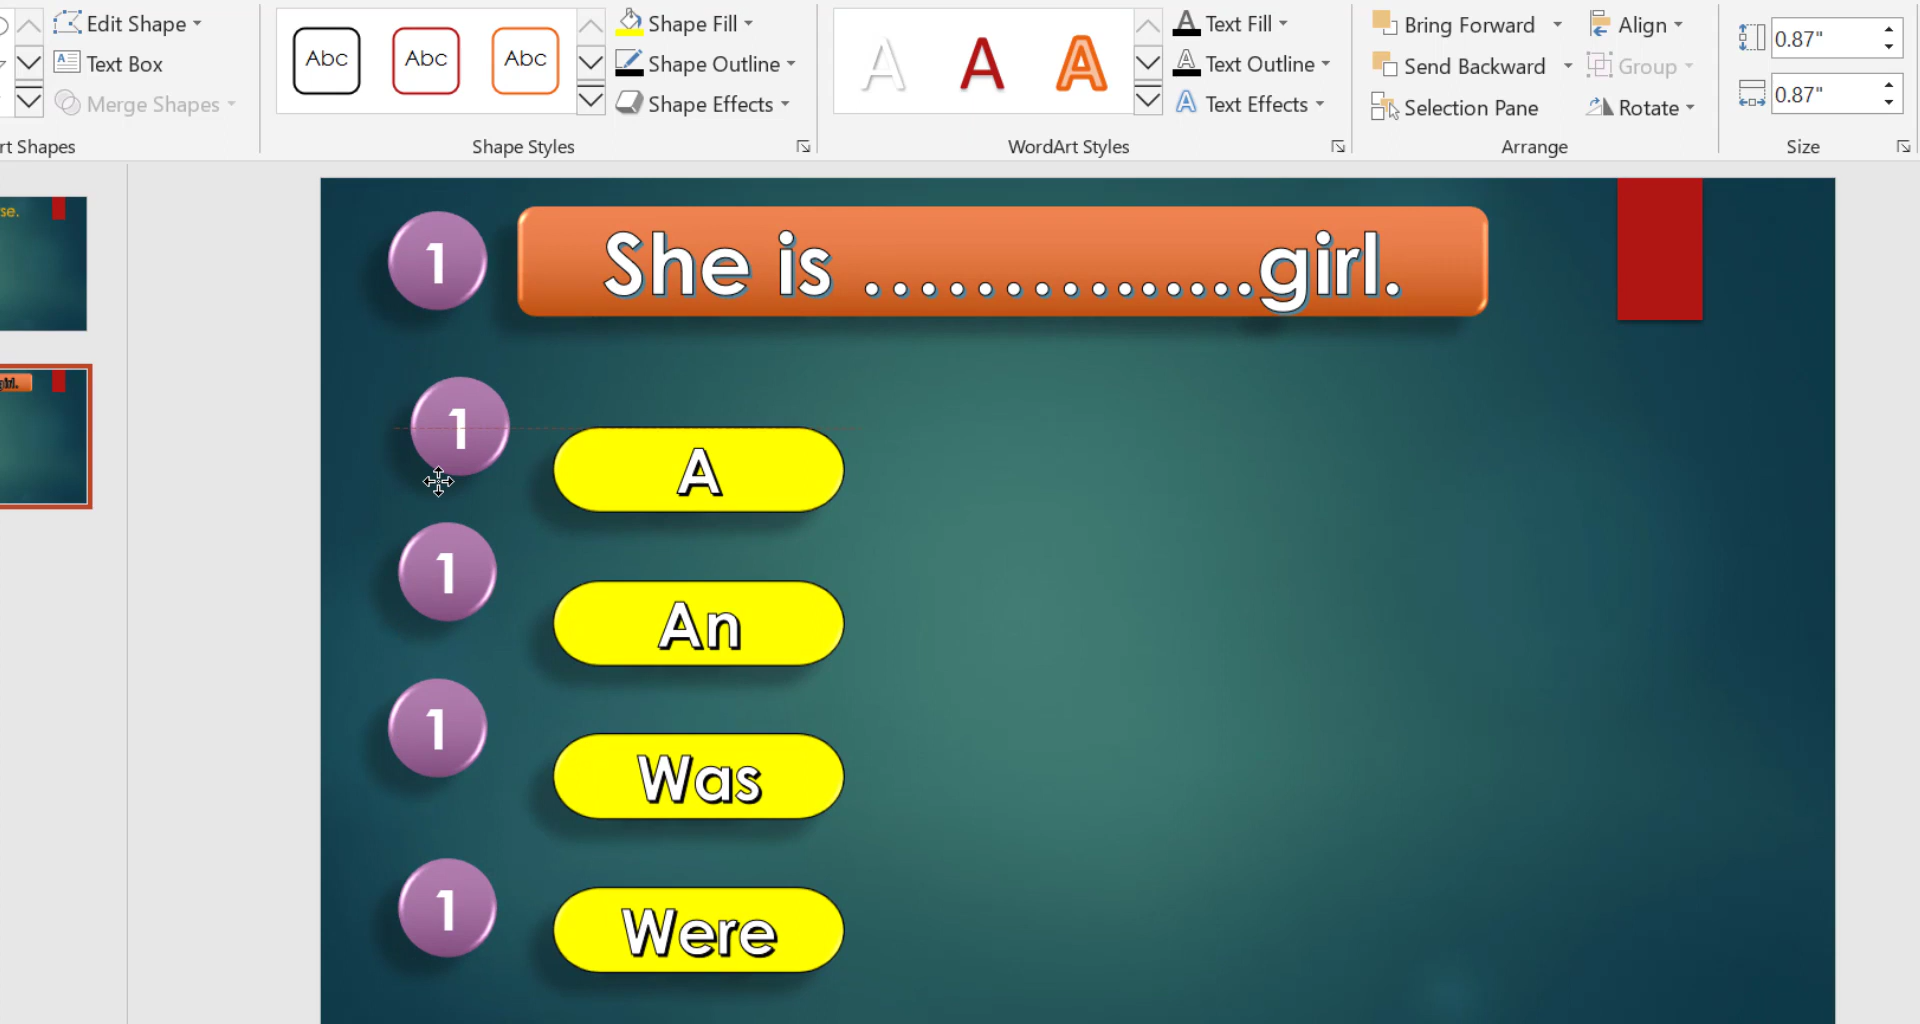 Edit Shape
Text Box
Merge Shapes
rt Shapes
Abc Abc Abc
Shape Fill
Shape Outline
Shape Effects
Shape Styles
A A A
Text Fill
Text Outline
Text Effects
WordArt Styles
Bring Forward
Send Backward
Selection Pane
Align
Group
Rotate
Arrange
0.87"
0.87"
Size
se.
girl.
1 She is ..............girl.
1 A
1 An
1 Was
1 Were